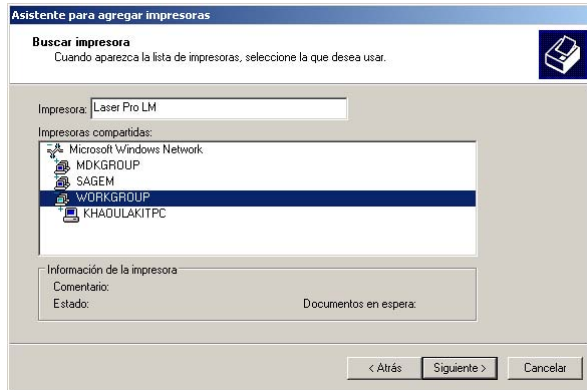 Asistente para agregar impresoras
Buscar impresora
Cuando aparezca la lista de impresoras, seleccione la que desea usar.
Impresora: Laser Pro LM
Impresoras compartidas:
Microsoft Windows Network
MDKGROUP
SAGEM
WORKGROUP
KHAOULAKITPC
Información de la impresora
Comentario:
Estado: Documentos en espera:
< Atrás Siguiente > Cancelar